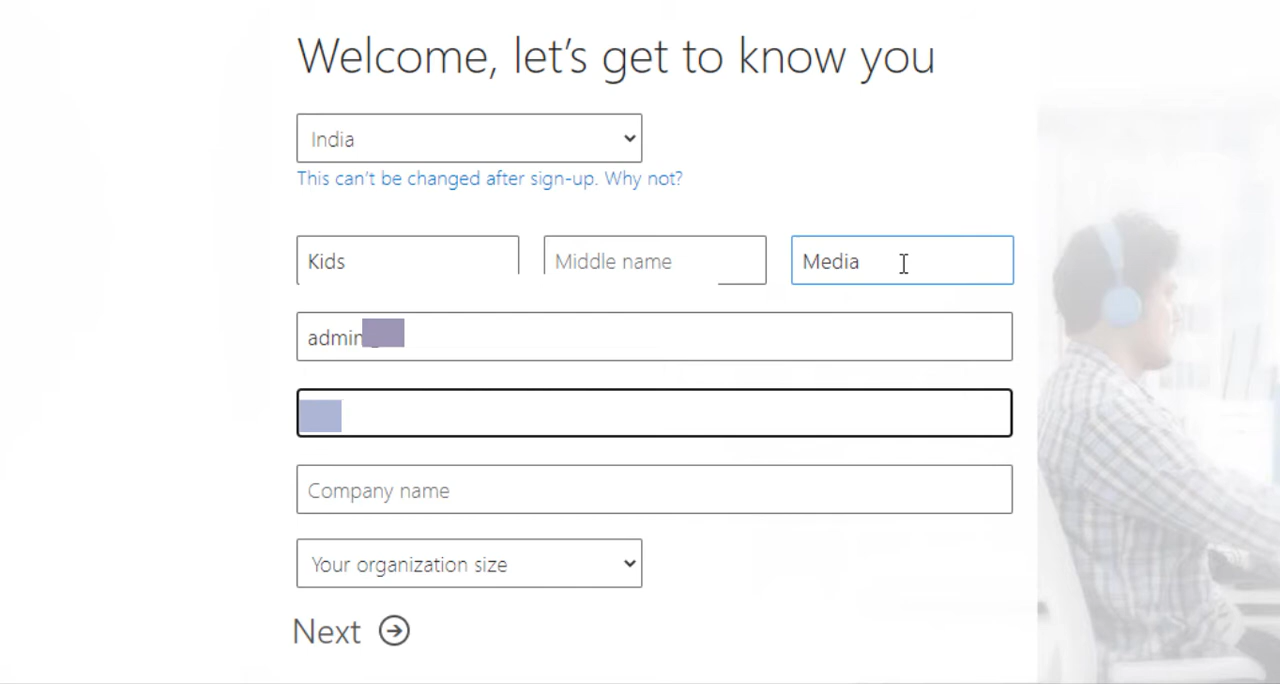 Welcome, let's get to know you
India
This can't be changed after sign-up. Why not?
Kids Middle name Media
admin
Company name
Your organization size
Next